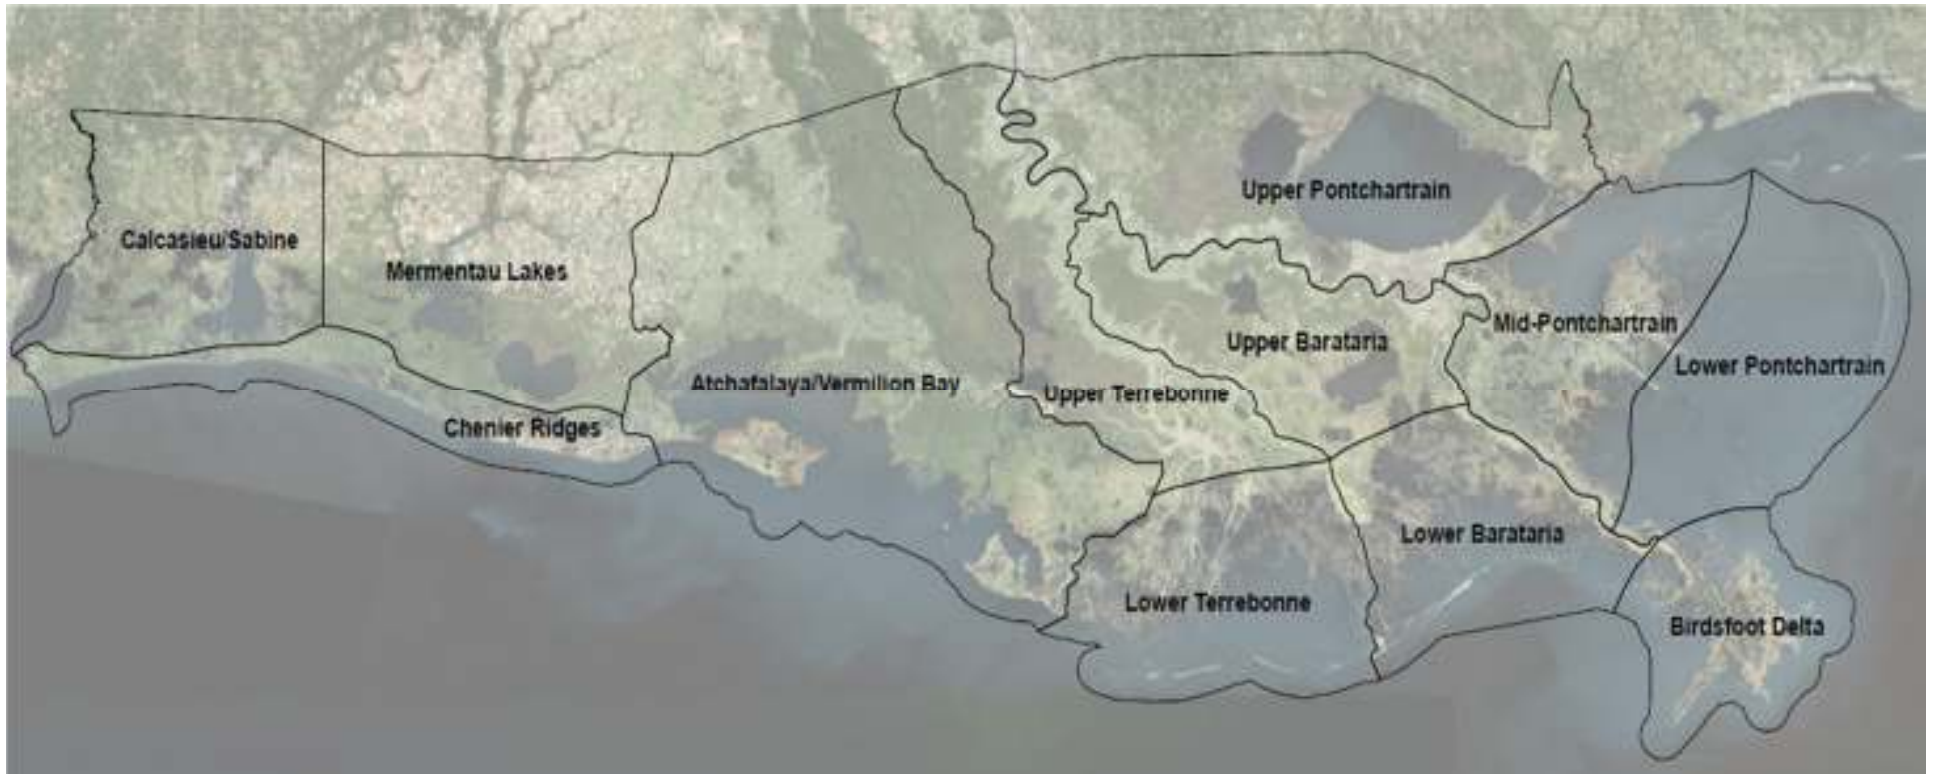 Upper Pontchartrain
Calcasieu/Sabine
Mermentau Lakes
Mid-Pontchartrain
Upper Barataria
Lower Pontchartrain
Atchafalaya/Vermilion Bay
Upper Terrebonne
Chenier Ridges
Lower Barataria
Lower Terrebonne
Birdsfoot Delta